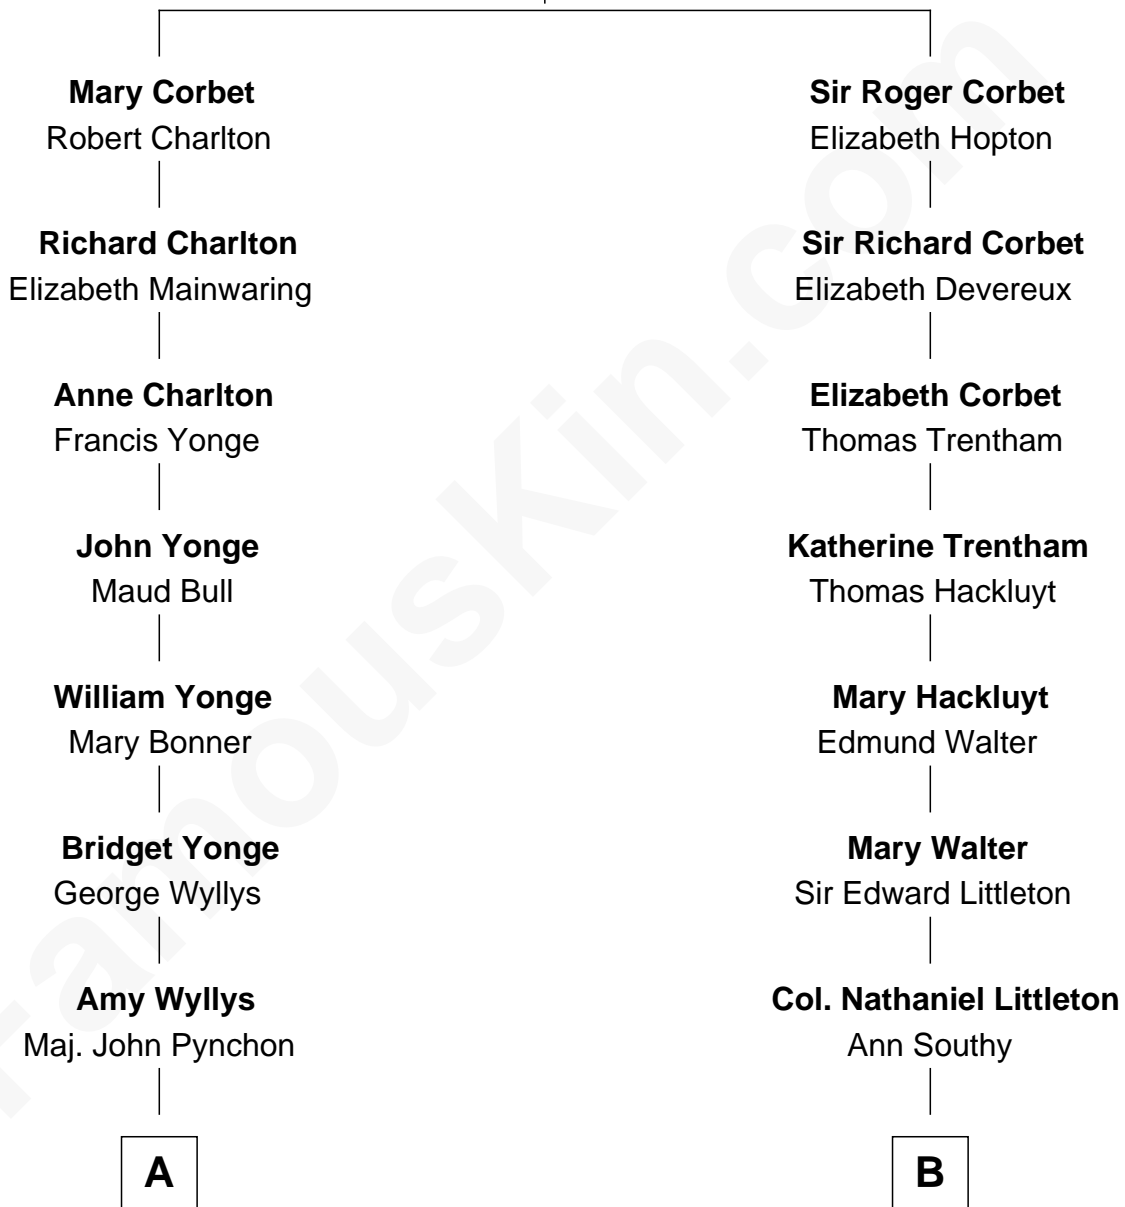 Mary Corbet
Robert Charlton
Richard Charlton
Elizabeth Mainwaring
Anne Charlton
Francis Yonge
John Yonge
Maud Bull
William Yonge
Mary Bonner
Bridget Yonge
George Wyllys
Amy Wyllys
Maj. John Pynchon
A
Sir Roger Corbet
Elizabeth Hopton
Sir Richard Corbet
Elizabeth Devereux
Elizabeth Corbet
Thomas Trentham
Katherine Trentham
Thomas Hackluyt
Mary Hackluyt
Edmund Walter
Mary Walter
Sir Edward Littleton
Col. Nathaniel Littleton
Ann Southy
B
FamousKin.com